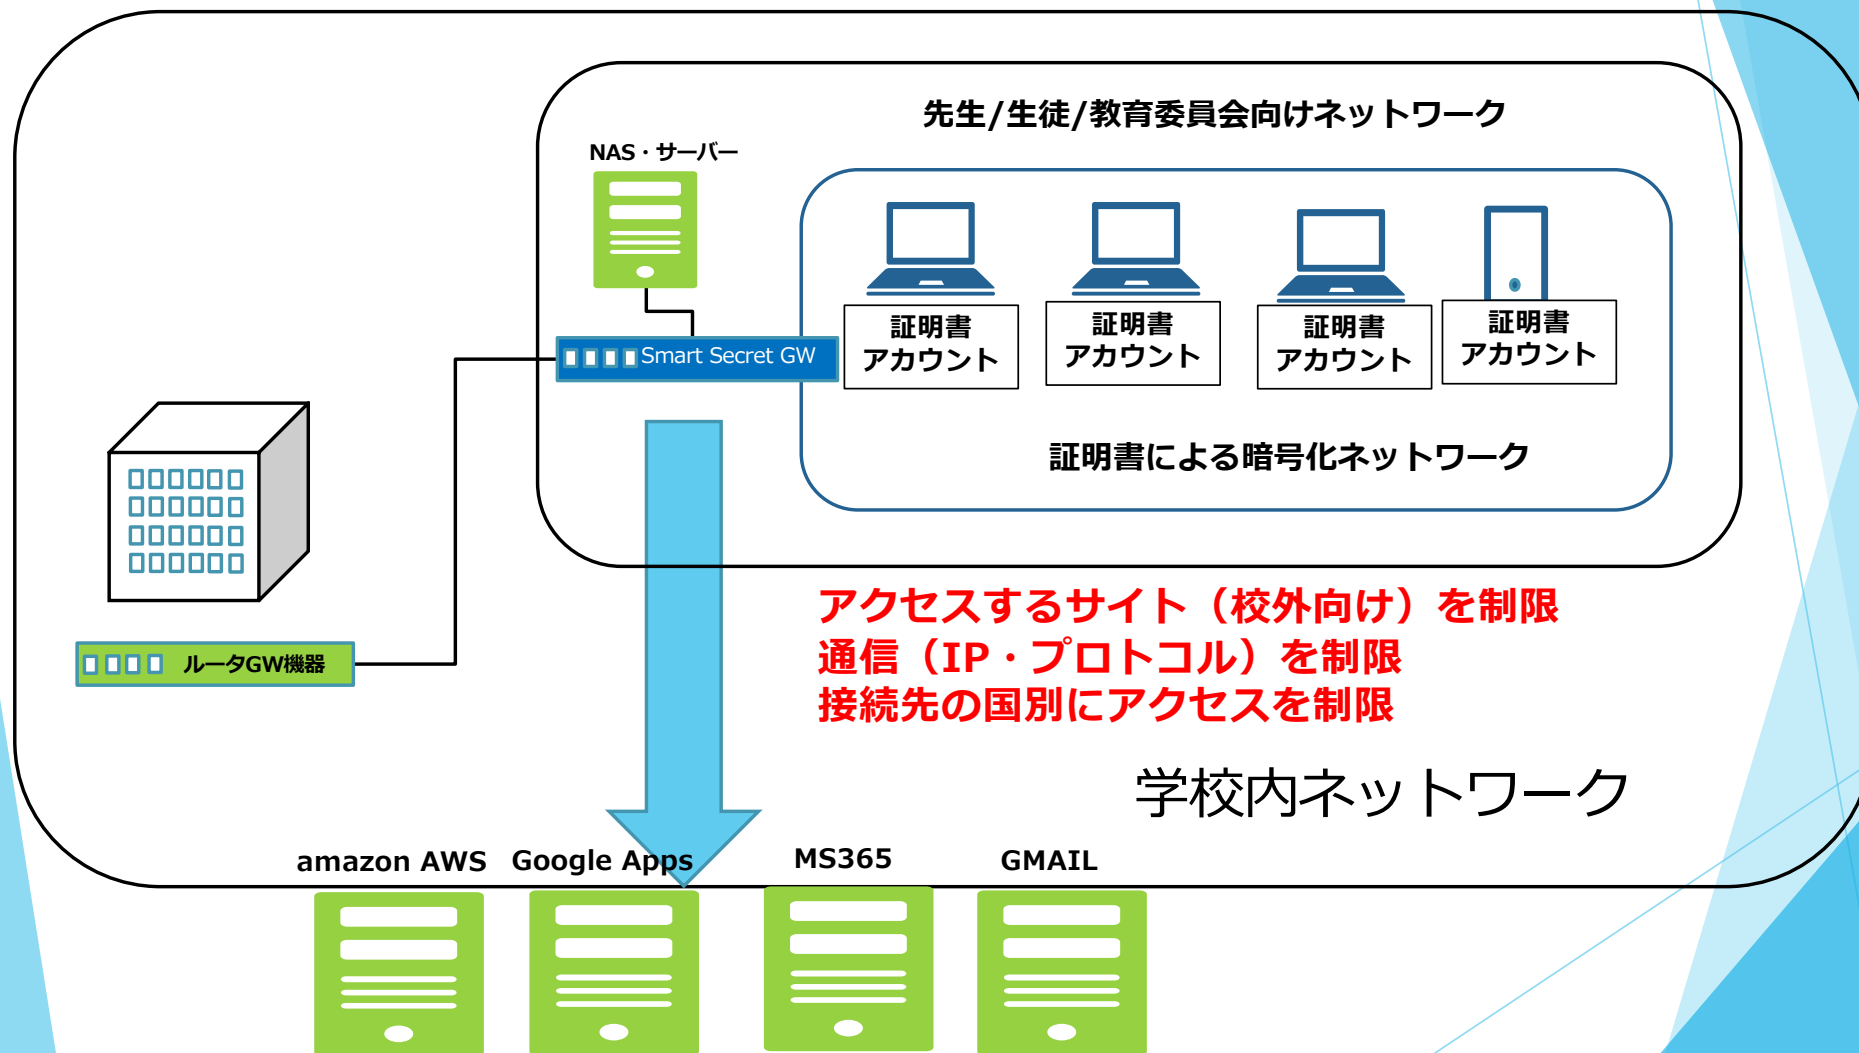 先生/生徒/教育委員会向けネットワーク
NAS・サーバー
Smart Secret GW
証明書
アカウント
証明書
アカウント
証明書
アカウント
証明書
アカウント
証明書による暗号化ネットワーク
ルータGW機器
アクセスするサイト（校外向け）を制限
通信（IP・プロトコル）を制限
接続先の国別にアクセスを制限
学校内ネットワーク
amazon AWS
Google Apps
MS365
GMAIL